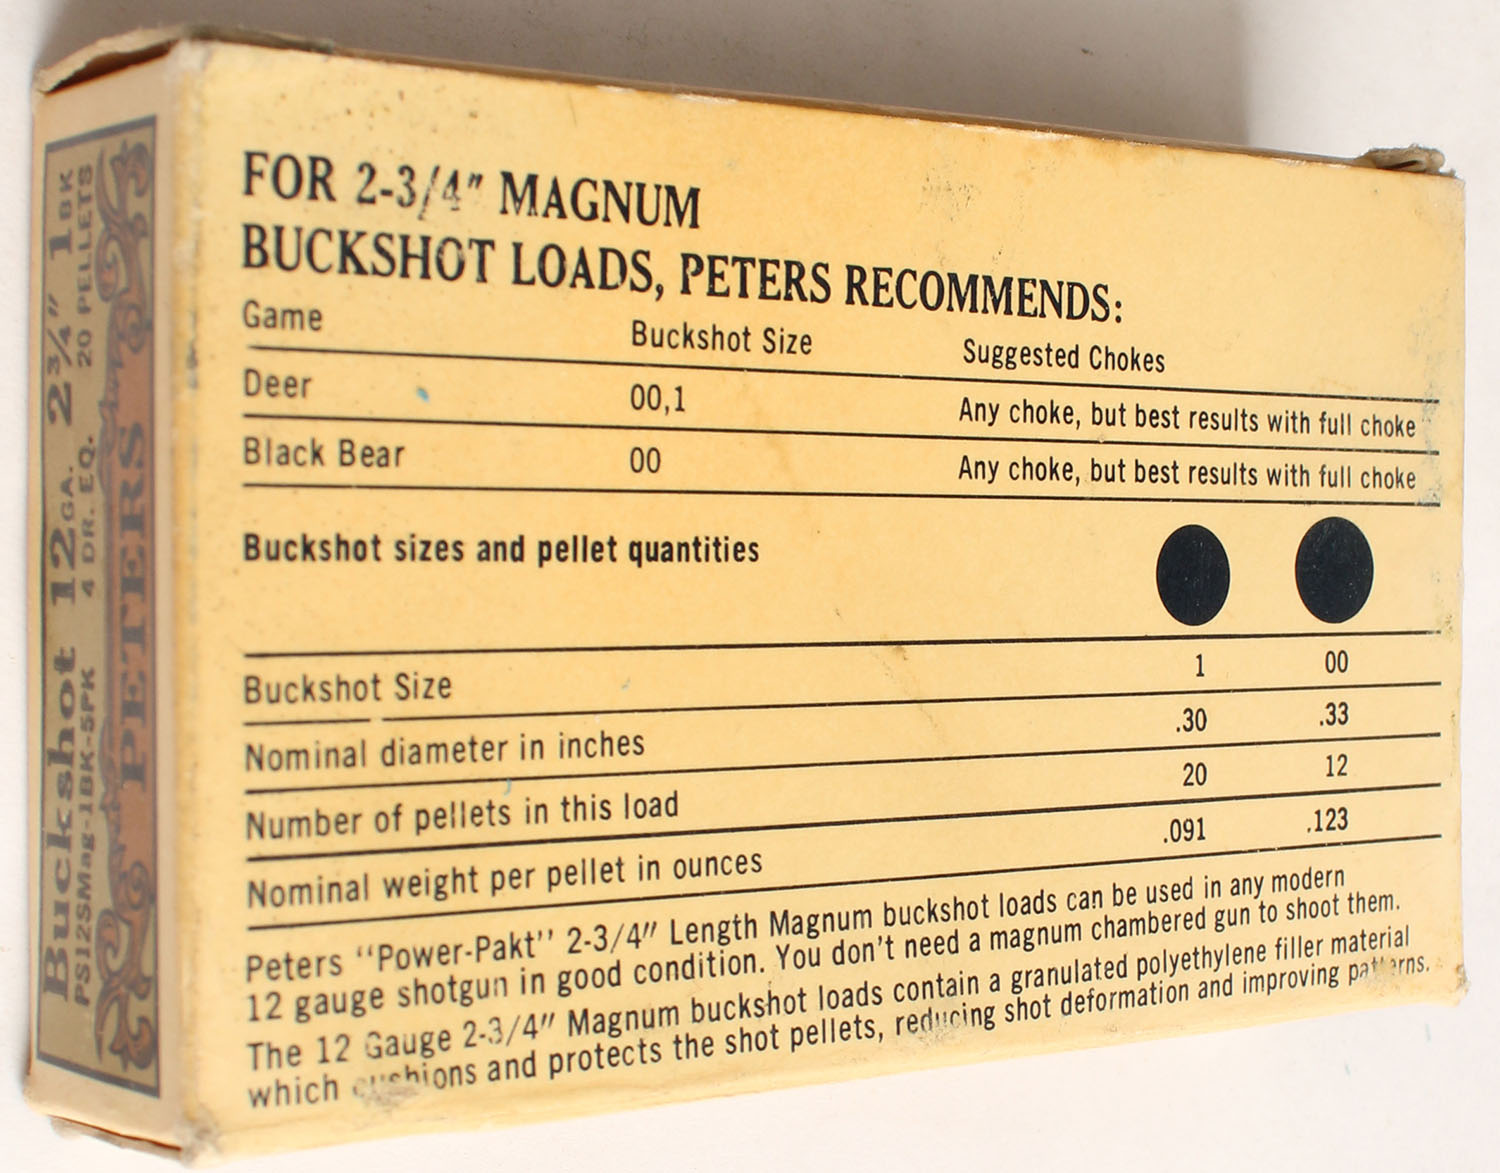 FOR 2-3/4" MAGNUM
BUCKSHOT LOADS, PETERS RECOMMENDS:
Game Buckshot Size Suggested Chokes
Deer 00,1 Any choke, but best results with full choke
Black Bear 00 Any choke, but best results with full choke
Buckshot sizes and pellet quantities
Buckshot Size 1 00
Nominal diameter in inches .30 .33
Number of pellets in this load 20 12
Nominal weight per pellet in ounces .091 .123
Peters "Power-Pakt" 2-3/4" Length Magnum buckshot loads can be used in any modern
12 gauge shotgun in good condition. You don't need a magnum chambered gun to shoot them.
The 12 Gauge 2-3/4" Magnum buckshot loads contain a granulated polyethylene filler material
which cushions and protects the shot pellets, reducing shot deformation and improving patterns.
Buckshot 12 GA. 2 3/4" 1 BK
PS12SMag-1BK-5PK 4 DR. EQ. 20 PELLETS
PETERS